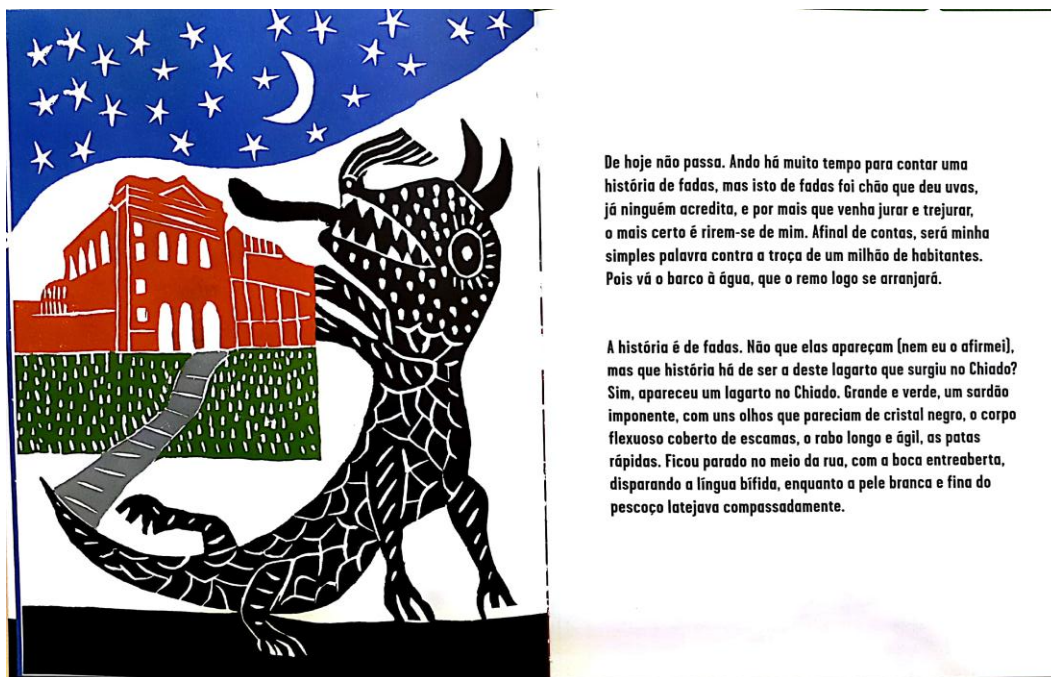 De hoje não passa. Ando há muito tempo para contar uma
história de fadas, mas isto de fadas foi chão que deu uvas,
já ninguém acredita, e por mais que venha jurar e trejurar,
o mais certo é rirem-se de mim. Afinal de contas, será minha
simples palavra contra a troça de um milhão de habitantes.
Pois vá o barco à água, que o remo logo se arranjará.
A história é de fadas. Não que elas apareçam (nem eu o afirmei),
mas que história há de ser a deste lagarto que surgiu no Chiado?
Sim, apareceu um lagarto no Chiado. Grande e verde, um sardão
imponente, com uns olhos que pareciam de cristal negro, o corpo
flexuoso coberto de escamas, o rabo longo e ágil, as patas
rápidas. Ficou parado no meio da rua, com a boca entreaberta,
disparando a língua bífida, enquanto a pele branca e fina do
pescoço latejava compassadamente.